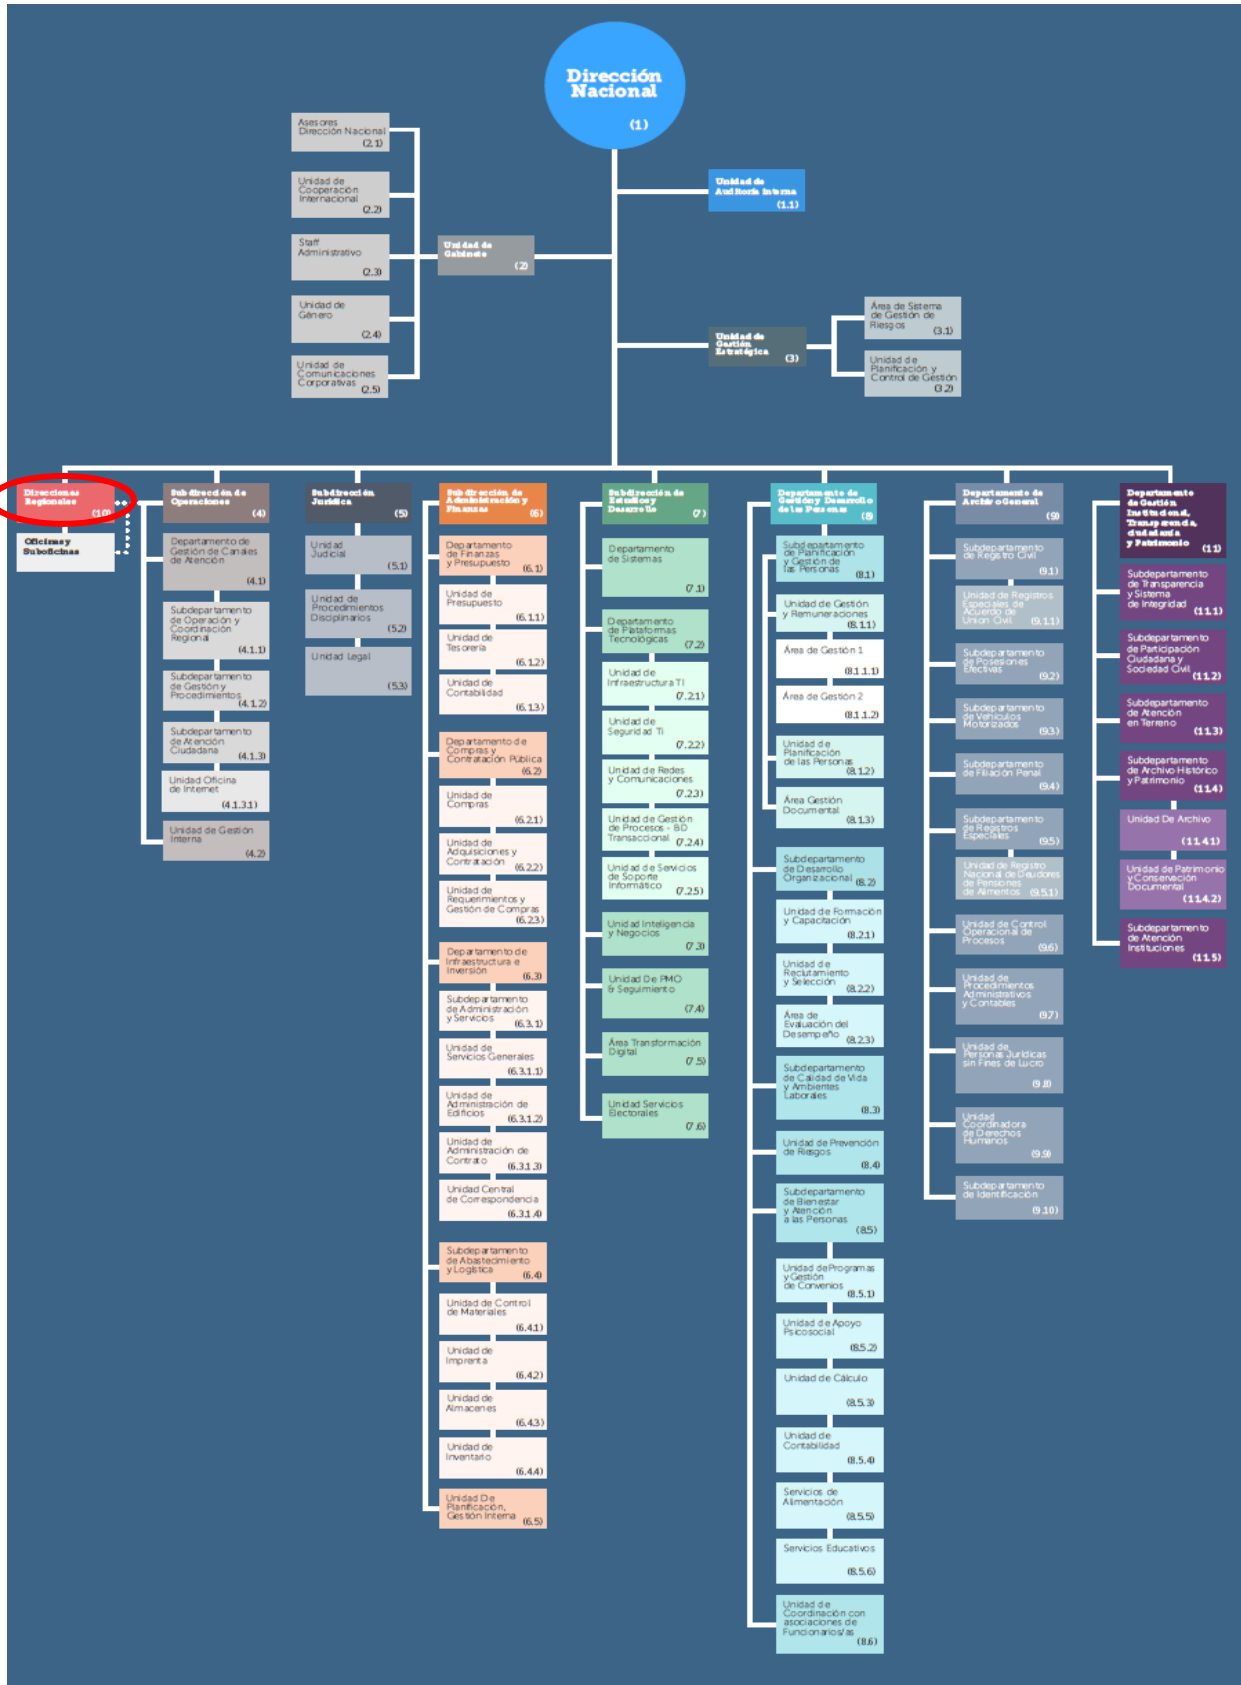 Dirección
Nacional
(1)
Asesores
Dirección Nacional
(2.1)
Unidad de
Cooperación
Internacional
(2.2)
Staff
Administrativo
(2.3)
Unidad de
Género
(2.4)
Unidad de
Comunicaciones
Corporativas
(2.5)
Unidad de
Gabinete
(2)
Unidad de
Auditoría Interna
(1.1)
Unidad de
Gestión
Estratégica
(3)
Área de Sistema
de Gestión de
Riesgos
(3.1)
Unidad de
Planificación y
Control de Gestión
(3.2)
Direcciones
Regionales
(10)
Oficinas y
Suboficinas
Subdirección de
Operaciones
(4)
Departamento de
Gestión de Canales
de Atención
(4.1)
Subdepartamento
de Operación y
Coordinación
Regional
(4.1.1)
Subdepartamento
de Gestión y
Procedimientos
(4.1.2)
Subdepartamento
de Atención
Ciudadana
(4.1.3)
Unidad Oficina
de Internet
(4.1.3.1)
Unidad de Gestión
Interna
(4.2)
Subdirección
Jurídica
(5)
Unidad
Judicial
(5.1)
Unidad de
Procedimientos
Disciplinarios
(5.2)
Unidad Legal
(5.3)
Subdirección de
Administración y
Finanzas
(6)
Departamento
de Finanzas
y Presupuesto
(6.1)
Unidad de
Presupuesto
(6.1.1)
Unidad de
Tesorería
(6.1.2)
Unidad de
Contabilidad
(6.1.3)
Departamento de
Compras y
Contratación Pública
(6.2)
Unidad de
Compras
(6.2.1)
Unidad de
Adquisiciones y
Contratación
(6.2.2)
Unidad de
Requerimientos y
Gestión de Compras
(6.2.3)
Departamento de
Infraestructura e
Inversión
(6.3)
Subdepartamento
de Administración
y Servicios
(6.3.1)
Unidad de
Servicios Generales
(6.3.1.1)
Unidad de
Administración de
Edificios
(6.3.1.2)
Unidad de
Administración de
Contrato
(6.3.1.3)
Unidad Central
de Correspondencia
(6.3.1.4)
Subdepartamento
de Abastecimiento
y Logística
(6.4)
Unidad de Control
de Materiales
(6.4.1)
Unidad de
Imprenta
(6.4.2)
Unidad de
Almacenes
(6.4.3)
Unidad de
Inventario
(6.4.4)
Unidad De
Planificación,
Gestión Interna
(6.5)
Subdirección de
Estudios y
Desarrollo
(7)
Departamento
de Sistemas
(7.1)
Departamento
de Plataformas
Tecnológicas
(7.2)
Unidad de
Infraestructura TI
(7.2.1)
Unidad de
Seguridad TI
(7.2.2)
Unidad de Redes
y Comunicaciones
(7.2.3)
Unidad de Gestión
de Procesos - BD
Transaccional
(7.2.4)
Unidad de Servicios
de Soporte
Informático
(7.2.5)
Unidad Inteligencia
y Negocios
(7.3)
Unidad De PMO
& Seguimiento
(7.4)
Área Transformación
Digital
(7.5)
Unidad Servicios
Electorales
(7.6)
Departamento de
Gestión y Desarrollo
de las Personas
(8)
Subdepartamento
de Planificación
y Gestión de
las Personas
(8.1)
Unidad de Gestión
y Remuneraciones
(8.1.1)
Área de Gestión 1
(8.1.1.1)
Área de Gestión 2
(8.1.1.2)
Unidad de
Planificación
de las Personas
(8.1.2)
Área Gestión
Documental
(8.1.3)
Subdepartamento
de Desarrollo
Organizacional
(8.2)
Unidad de Formación
y Capacitación
(8.2.1)
Unidad de
Reclutamiento
y Selección
(8.2.2)
Área de
Evaluación del
Desempeño
(8.2.3)
Subdepartamento
de Calidad de Vida
y Ambientes
Laborales
(8.3)
Unidad de Prevención
de Riesgos
(8.4)
Subdepartamento
de Bienestar
y Atención
a las Personas
(8.5)
Unidad de Programas
y Gestión
de Convenios
(8.5.1)
Unidad de Apoyo
Psicosocial
(8.5.2)
Unidad de Cálculo
(8.5.3)
Unidad de
Contabilidad
(8.5.4)
Servicios de
Alimentación
(8.5.5)
Servicios Educativos
(8.5.6)
Unidad de
Coordinación con
asociaciones de
Funcionarios/as
(8.6)
Departamento de
Archivo General
(9)
Subdepartamento
de Registro Civil
(9.1)
Unidad de Registros
Especiales de
Acuerdo de
Union Civil
(9.1.1)
Subdepartamento
de Posesiones
Efectivas
(9.2)
Subdepartamento
de Vehículos
Motorizados
(9.3)
Subdepartamento
de Filiación Penal
(9.4)
Subdepartamento
de Registros
Especiales
(9.5)
Unidad de Registro
Nacional de Deudores
de Pensiones
de Alimentos
(9.5.1)
Unidad de Control
Operacional de
Procesos
(9.6)
Unidad de
Procedimientos
Administrativos
y Contables
(9.7)
Unidad de
Personas Jurídicas
sin Fines de Lucro
(9.8)
Unidad
Coordinadora
de Derechos
Humanos
(9.9)
Subdepartamento
de Identificación
(9.10)
Departamento
de Gestión
Institucional,
Transparencia,
ciudadanía
y Patrimonio
(11)
Subdepartamento
de Transparencia
y Sistema
de Integridad
(11.1)
Subdepartamento
de Participación
Ciudadana y
Sociedad Civil
(11.2)
Subdepartamento
de Atención
en Terreno
(11.3)
Subdepartamento
de Archivo Histórico
y Patrimonio
(11.4)
Unidad De Archivo
(11.4.1)
Unidad de Patrimonio
y Conservación
Documental
(11.4.2)
Subdepartamento
de Atención
Instituciones
(11.5)